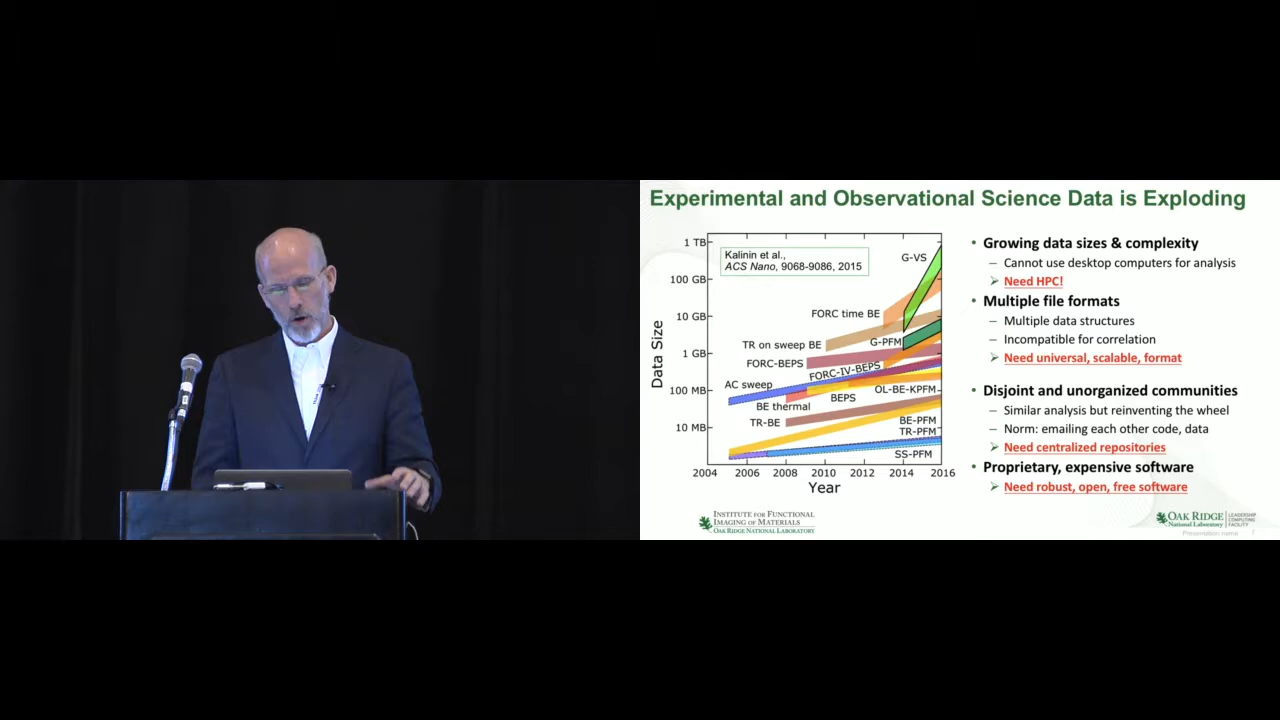 Experimental and Observational Science Data is Exploding
1 TB
100 GB
10 GB
1 GB
100 MB
10 MB
Data Size
Kalinin et al.,
ACS Nano, 9068-9086, 2015
G-VS
FORC time BE
TR on sweep BE
G-PFM
FORC-BEPS
FORC-IV-BEPS
AC sweep
OL-BE-KPFM
BEPS
BE thermal
TR-BE
BE-PFM
TR-PFM
SS-PFM
2004 2006 2008 2010 2012 2014 2016
Year
• Growing data sizes & complexity
– Cannot use desktop computers for analysis
➢ Need HPC!
• Multiple file formats
– Multiple data structures
– Incompatible for correlation
➢ Need universal, scalable, format
• Disjoint and unorganized communities
– Similar analysis but reinventing the wheel
– Norm: emailing each other code, data
➢ Need centralized repositories
• Proprietary, expensive software
➢ Need robust, open, free software
INSTITUTE FOR FUNCTIONAL
IMAGING OF MATERIALS
OAK RIDGE NATIONAL LABORATORY
OAK RIDGE
National Laboratory
LEADERSHIP
COMPUTING
FACILITY
Presentation name